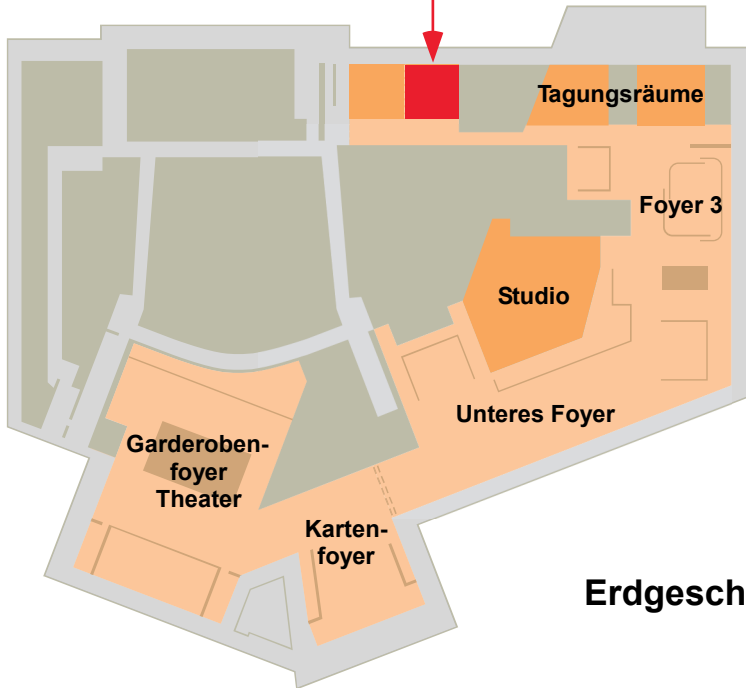 Tagungsräume
Foyer 3
Studio
Unteres Foyer
Garderoben-
foyer
Theater
Karten-
foyer
Erdgesch